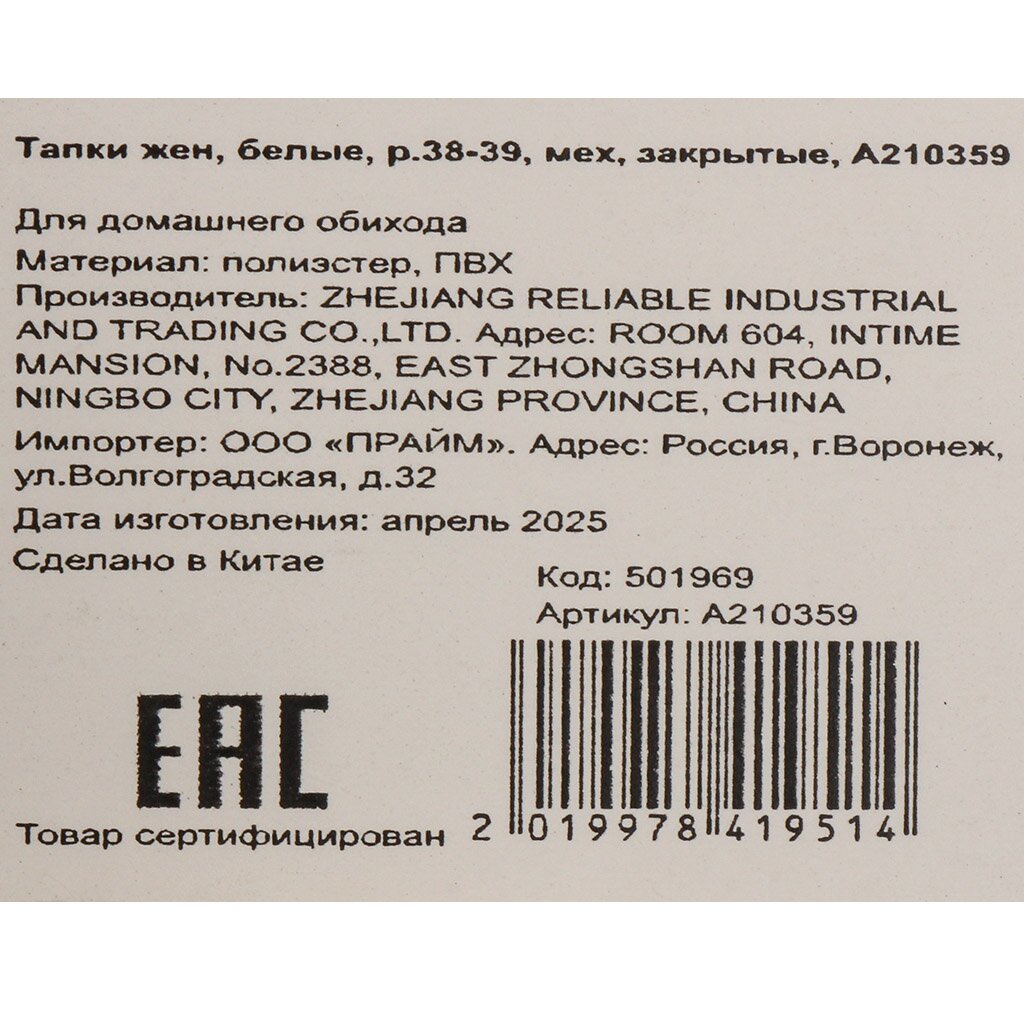 Тапки жен, белые, р.38-39, мех, закрытые, А210359
Для домашнего обихода
Материал: полиэстер, ПВХ
Производитель: ZHEJIANG RELIABLE INDUSTRIAL
AND TRADING CO.,LTD. Адрес: ROOM 604, INTIME
MANSION, No.2388, EAST ZHONGSHAN ROAD,
NINGBO CITY, ZHEJIANG PROVINCE, CHINA
Импортер: ООО «ПРАЙМ». Адрес: Россия, г.Воронеж,
ул.Волгоградская, д.32
Дата изготовления: апрель 2025
Сделано в Китае
Код: 501969
Артикул: А210359
EAC
Товар сертифицирован
2 019978 419514